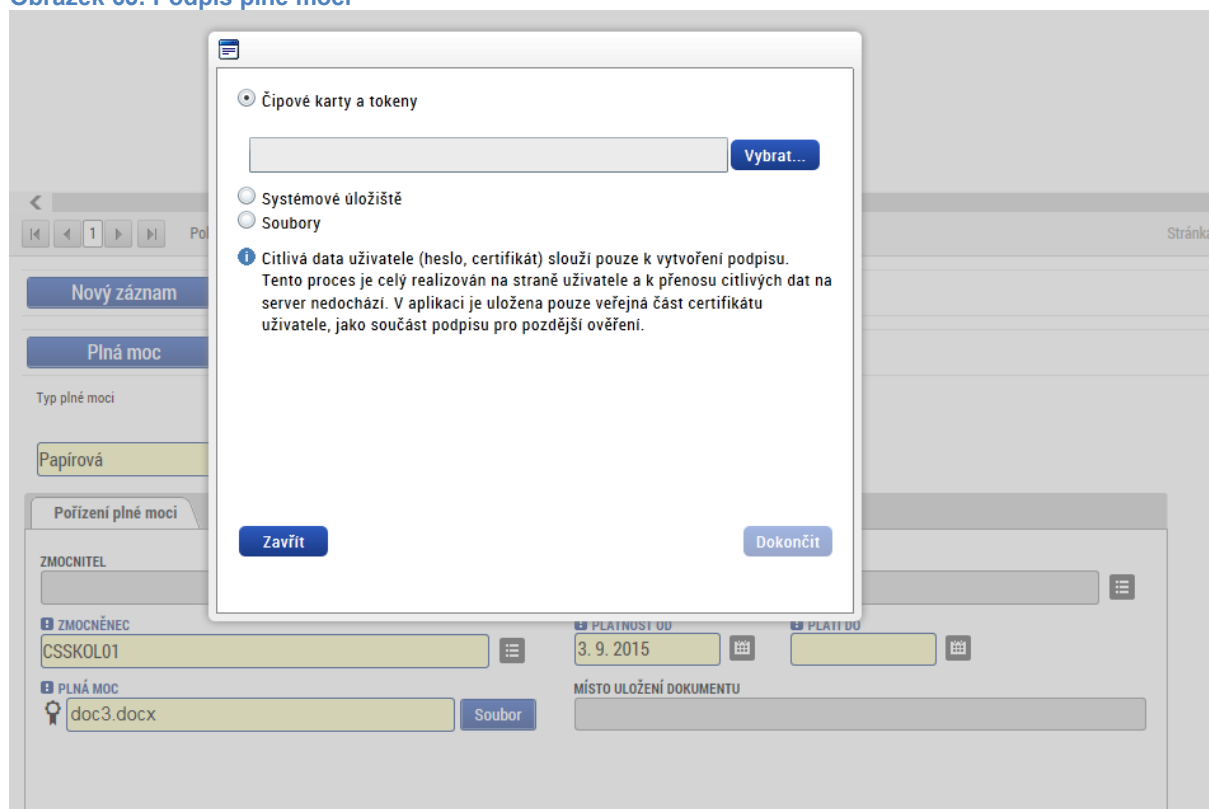 Podpis plné moci
Čipové karty a tokeny
Vybrat...
Systémové úložiště
Soubory
1
Citlivá data uživatele (heslo, certifikát) slouží pouze k vytvoření podpisu.
Tento proces je celý realizován na straně uživatele a k přenosu citlivých dat na
server nedochází. V aplikaci je uložena pouze veřejná část certifikátu
uživatele, jako součást podpisu pro pozdější ověření.
Nový záznam
Plná moc
Typ plné moci
Papírová
Pořízení plné moci
Zavřít
Dokončit
ZMOCNITEL
ZMOCNĚNEC
PLATNOST OD
PLATÍ DO
CSSKOL01
3. 9. 2015
PLNÁ MOC
MÍSTO ULOŽENÍ DOKUMENTU
doc3.docx
Soubor